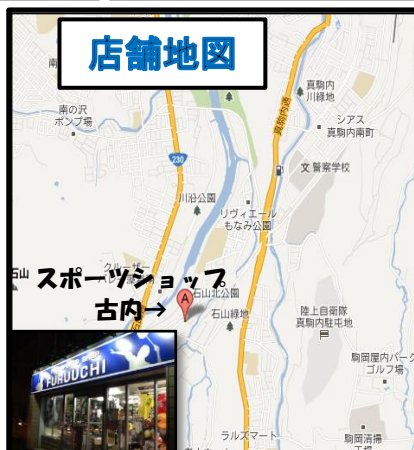 店舗地図
南の沢
ポンプ場
真駒内
川緑地
真駒内通
シアス
真駒内南町
文 警察学校
230
川沿公園
リヴィエール
もなみ公園
石山
スポーツショップ
古内→
A
石山北公園
石山緑地
陸上自衛隊
真駒内駐屯地
駒岡屋内パーク
ゴルフ場
FURUUCHI
ラルズマート
駒岡清掃
工場